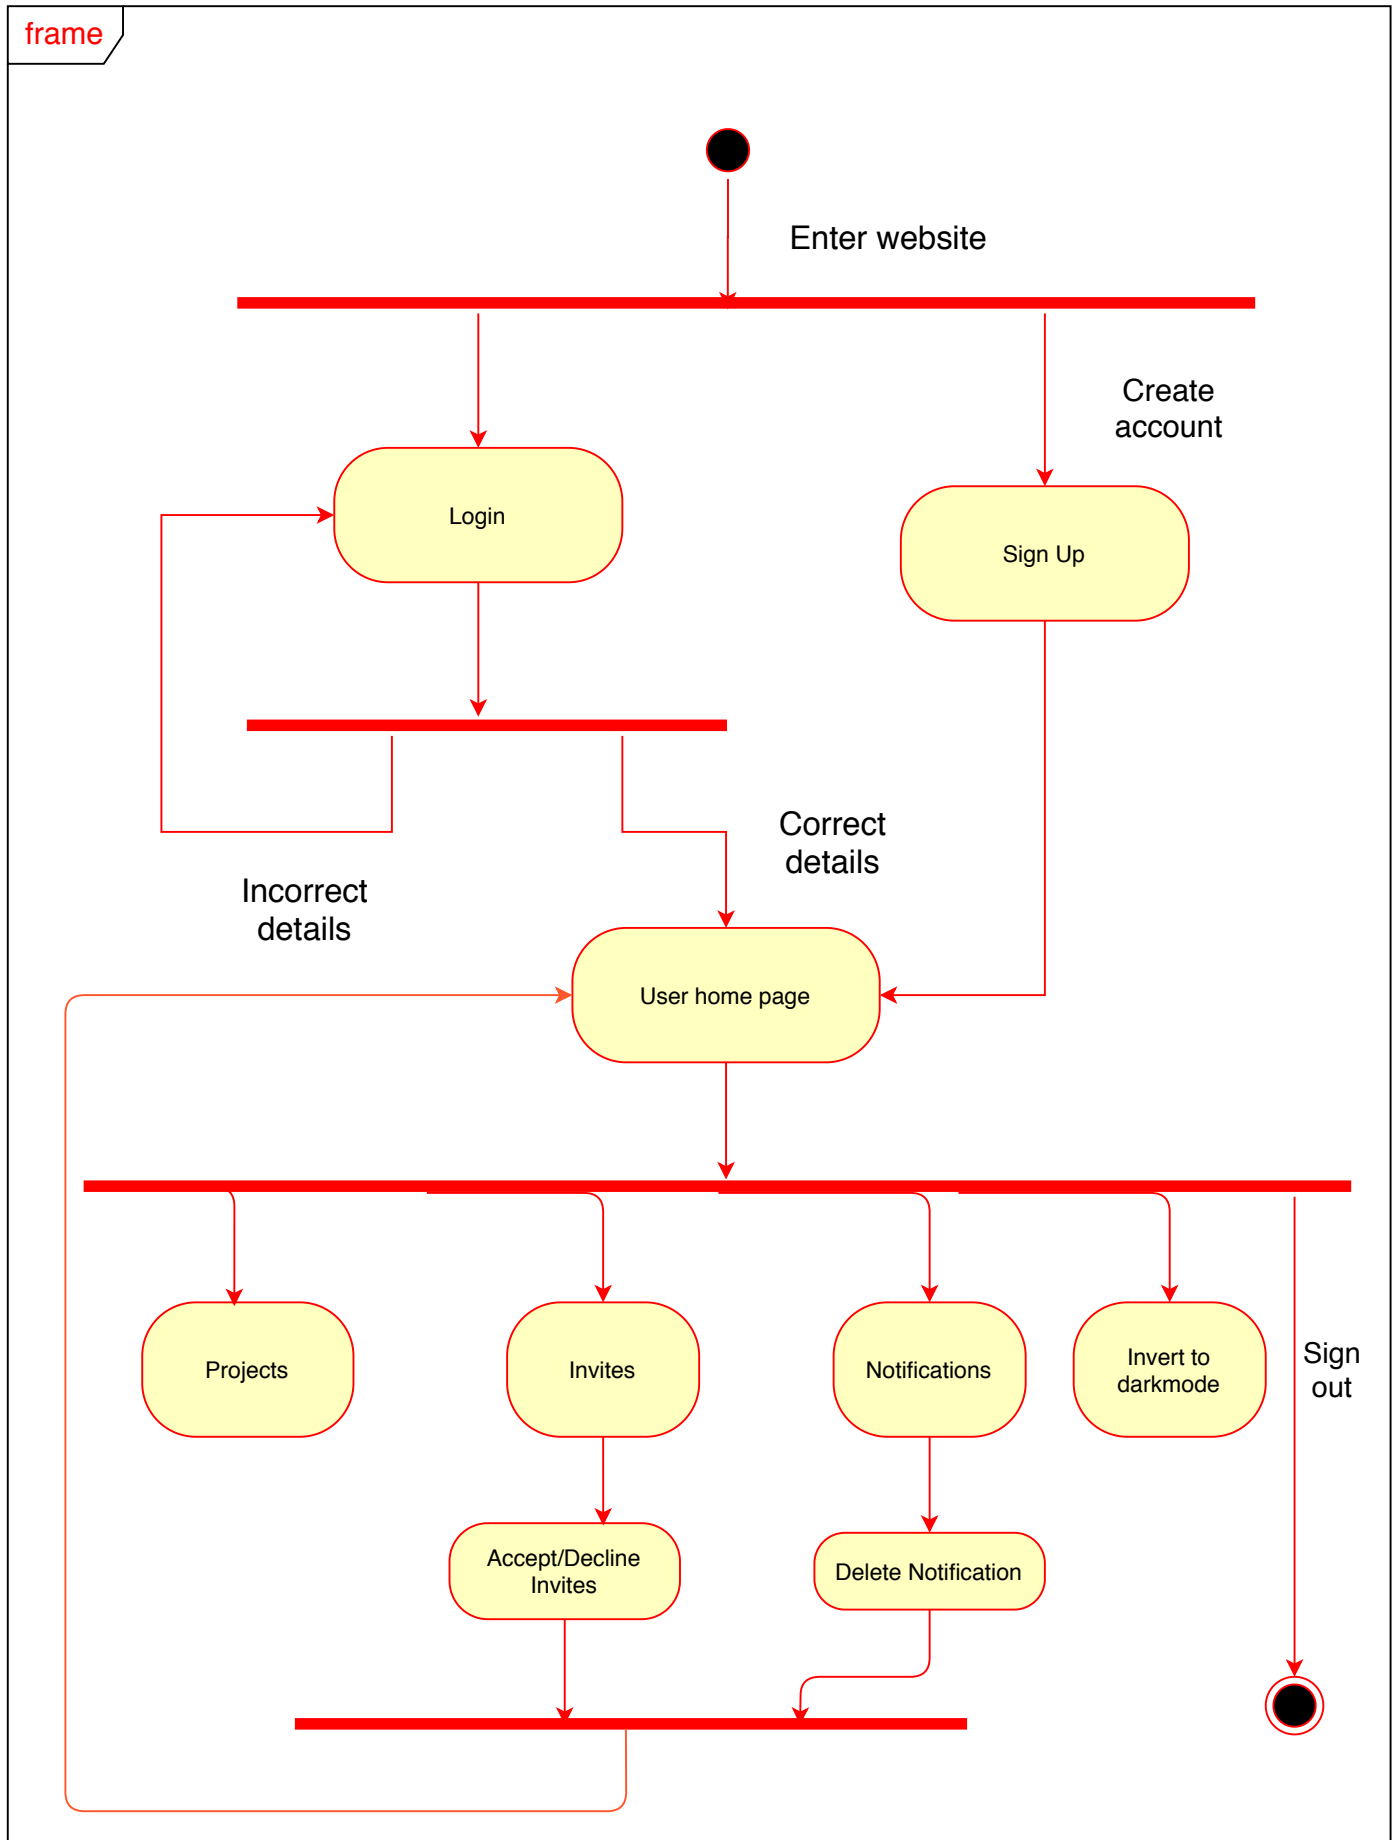 frame
Enter website
Create
account
Login
Sign Up
Correct
details
Incorrect
details
User home page
Projects
Invites
Notifications
Invert to
darkmode
Sign
out
Accept/Decline
Invites
Delete Notification